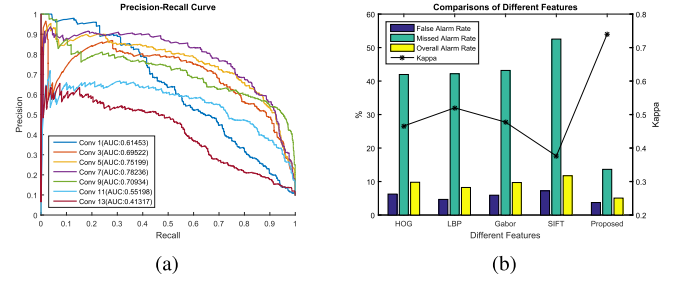 Precision-Recall Curve
1
0.9
0.8
0.7
0.6
0.5
0.4
0.3
0.2
0.1
0
Precision
Conv 1(AUC:0.61453)
Conv 3(AUC:0.69522)
Conv 5(AUC:0.75199)
Conv 7(AUC:0.78236)
Conv 9(AUC:0.70934)
Conv 11(AUC:0.55198)
Conv 13(AUC:0.41317)
0 0.1 0.2 0.3 0.4 0.5 0.6 0.7 0.8 0.9 1
Recall
(a)
Comparisons of Different Features
60
50
40
30
20
10
0
%
False Alarm Rate
Missed Alarm Rate
Overall Alarm Rate
Kappa
0.8
0.7
0.6
0.5
0.4
0.3
0.2
Kappa
HOG LBP Gabor SIFT Proposed
Different Features
(b)